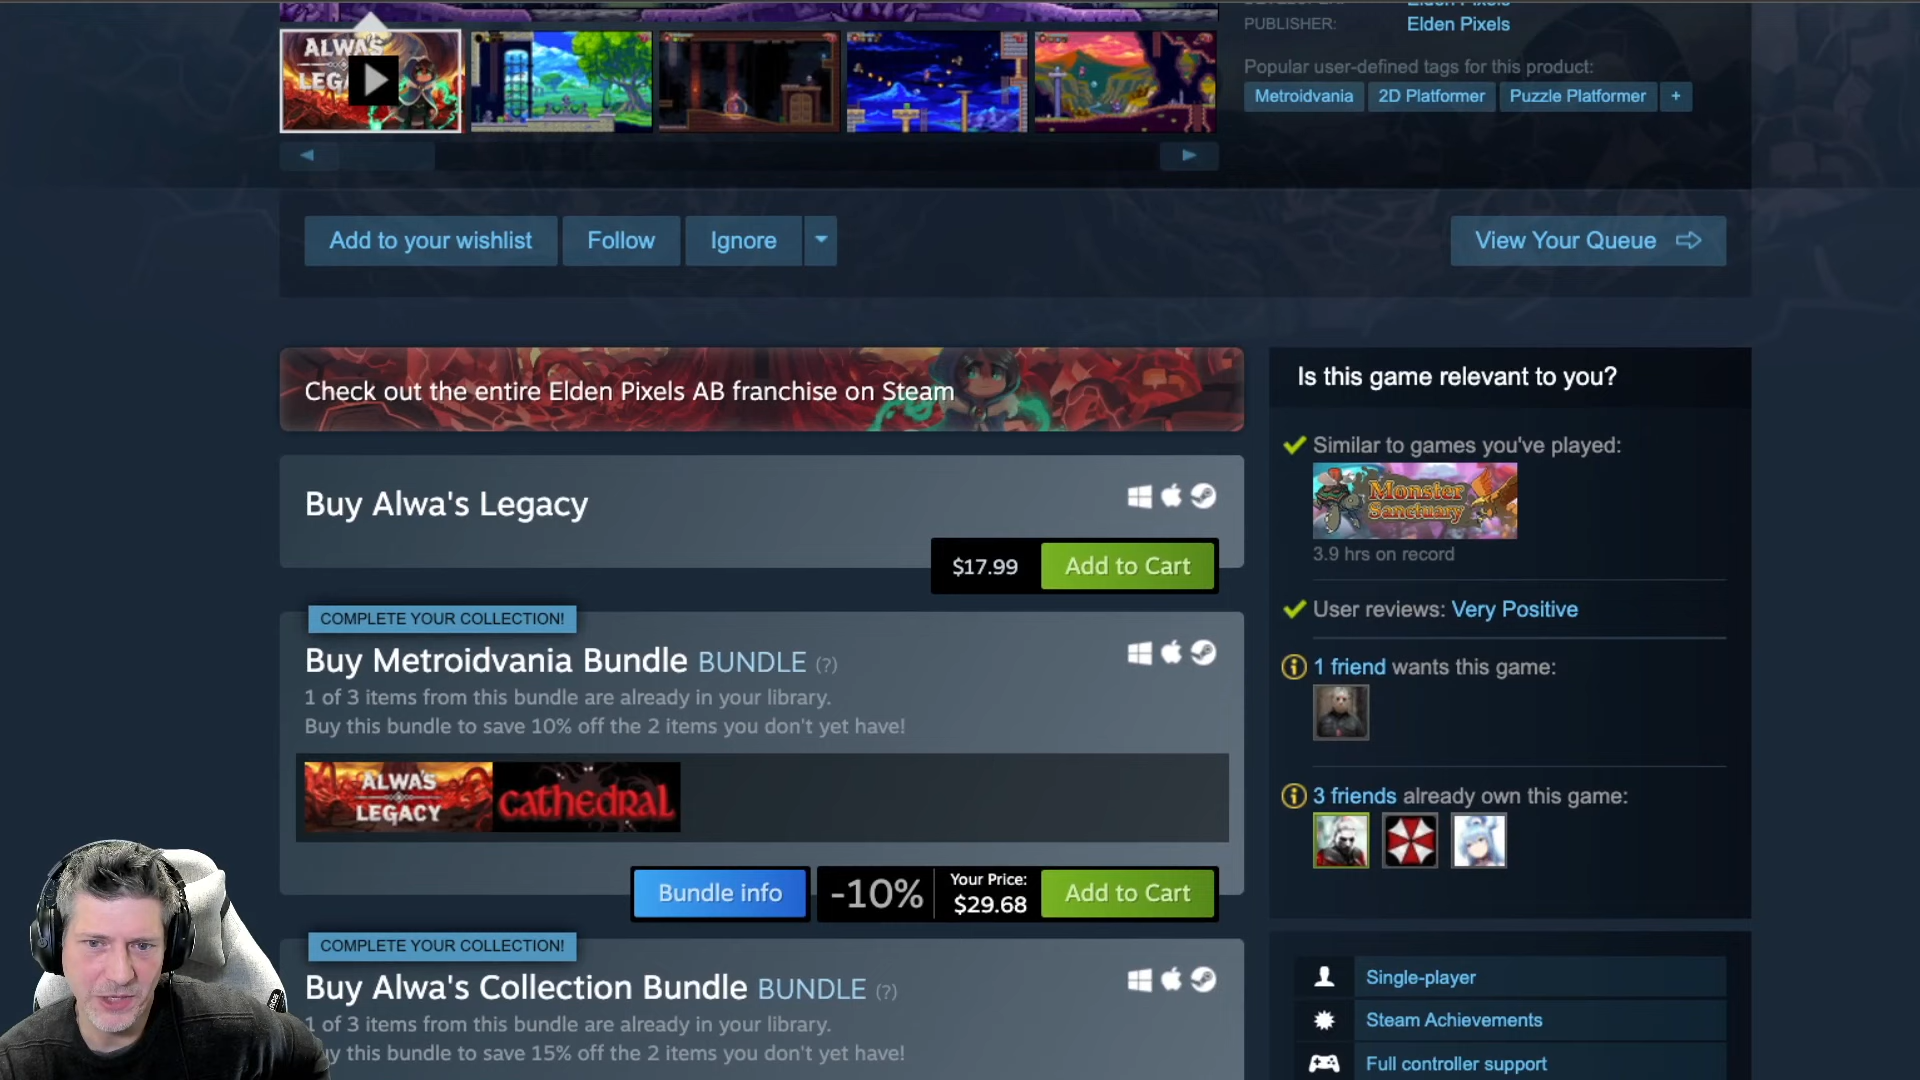 PUBLISHER:
Elden Pixels
ALWA'S
LEGA
Popular user-defined tags for this product:
Metroidvania
2D Platformer
Puzzle Platformer
+
Add to your wishlist
Follow
Ignore
View Your Queue
Check out the entire Elden Pixels AB franchise on Steam
Buy Alwa's Legacy
$17.99
Add to Cart
COMPLETE YOUR COLLECTION!
Buy Metroidvania Bundle BUNDLE (?)
1 of 3 items from this bundle are already in your library.
Buy this bundle to save 10% off the 2 items you don't yet have!
ALWA'S
LEGACY
CATHEDRAL
Bundle info
-10%
Your Price:
$29.68
Add to Cart
COMPLETE YOUR COLLECTION!
Buy Alwa's Collection Bundle BUNDLE (?)
1 of 3 items from this bundle are already in your library.
uy this bundle to save 15% off the 2 items you don't yet have!
Is this game relevant to you?
Similar to games you've played:
Monster
Sanctuary
3.9 hrs on record
User reviews: Very Positive
1 friend wants this game:
3 friends already own this game:
Single-player
Steam Achievements
Full controller support